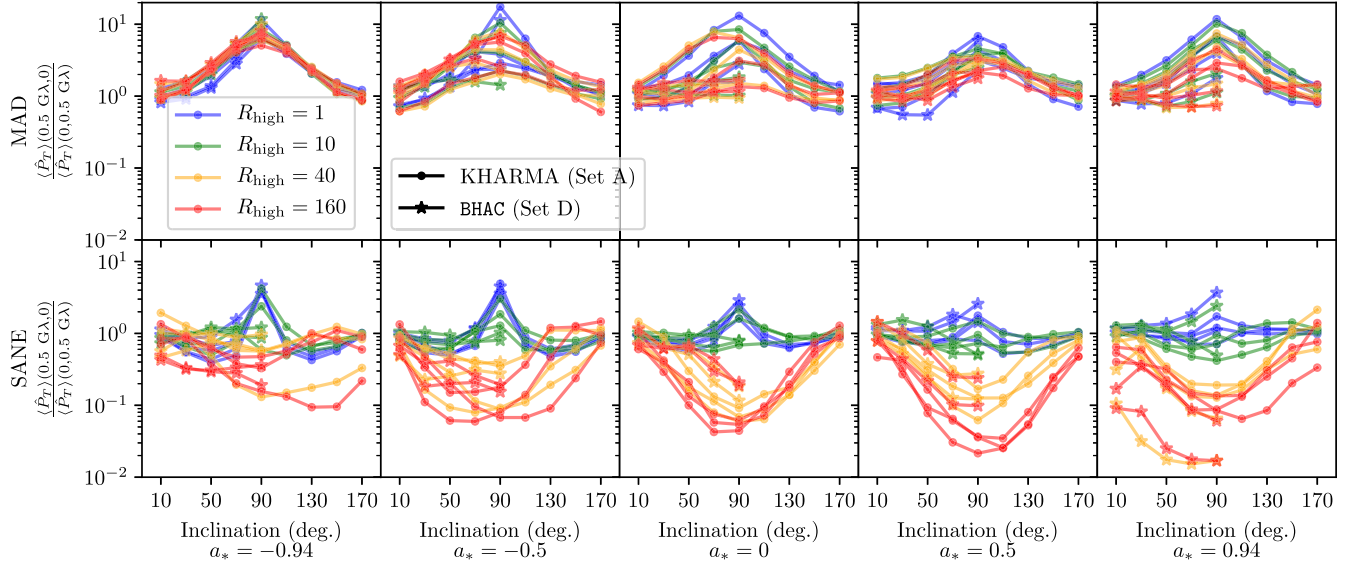 MAD
⟨P̂_T⟩(0.5 Gλ,0)
⟨P̂_T⟩(0,0.5 Gλ)
10^1
10^0
10^−1
10^−2
R_high = 1
R_high = 10
R_high = 40
R_high = 160
KHARMA (Set A)
BHAC (Set D)
SANE
⟨P̂_T⟩(0.5 Gλ,0)
⟨P̂_T⟩(0,0.5 Gλ)
10^1
10^0
10^−1
10^−2
10 50 90 130 170
10 50 90 130 170
10 50 90 130 170
10 50 90 130 170
10 50 90 130 170
Inclination (deg.)
a_* = −0.94
Inclination (deg.)
a_* = −0.5
Inclination (deg.)
a_* = 0
Inclination (deg.)
a_* = 0.5
Inclination (deg.)
a_* = 0.94